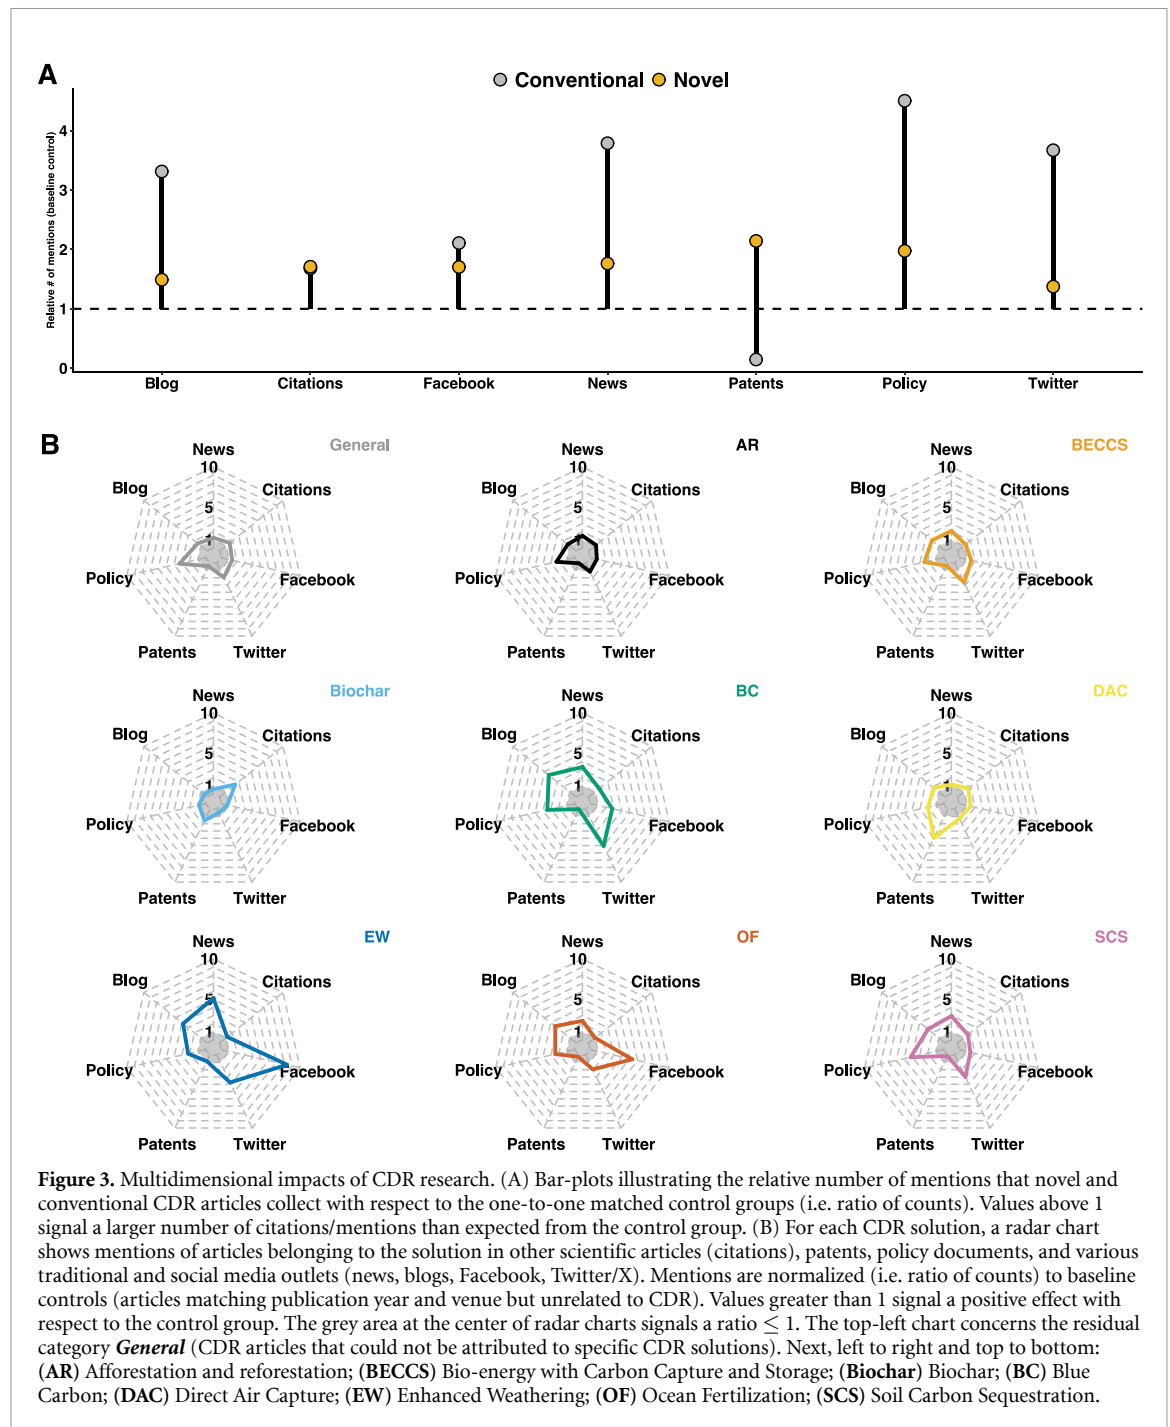 A
Conventional Novel
Relative # of mentions (baseline control)
4
3
2
1
0
Blog Citations Facebook News Patents Policy Twitter
B
General
News
10
Blog
Citations
5
1
Policy
Facebook
Patents
Twitter
AR
News
10
Blog
Citations
5
1
Policy
Facebook
Patents
Twitter
BECCS
News
10
Blog
Citations
5
1
Policy
Facebook
Patents
Twitter
Biochar
News
10
Blog
Citations
5
1
Policy
Facebook
Patents
Twitter
BC
News
10
Blog
Citations
5
1
Policy
Facebook
Patents
Twitter
DAC
News
10
Blog
Citations
5
1
Policy
Facebook
Patents
Twitter
EW
News
10
Blog
Citations
5
1
Policy
Facebook
Patents
Twitter
OF
News
10
Blog
Citations
5
1
Policy
Facebook
Patents
Twitter
SCS
News
10
Blog
Citations
5
1
Policy
Facebook
Patents
Twitter
Figure 3. Multidimensional impacts of CDR research. (A) Bar-plots illustrating the relative number of mentions that novel and
conventional CDR articles collect with respect to the one-to-one matched control groups (i.e. ratio of counts). Values above 1
signal a larger number of citations/mentions than expected from the control group. (B) For each CDR solution, a radar chart
shows mentions of articles belonging to the solution in other scientific articles (citations), patents, policy documents, and various
traditional and social media outlets (news, blogs, Facebook, Twitter/X). Mentions are normalized (i.e. ratio of counts) to baseline
controls (articles matching publication year and venue but unrelated to CDR). Values greater than 1 signal a positive effect with
respect to the control group. The grey area at the center of radar charts signals a ratio ≤ 1. The top-left chart concerns the residual
category General (CDR articles that could not be attributed to specific CDR solutions). Next, left to right and top to bottom:
(AR) Afforestation and reforestation; (BECCS) Bio-energy with Carbon Capture and Storage; (Biochar) Biochar; (BC) Blue
Carbon; (DAC) Direct Air Capture; (EW) Enhanced Weathering; (OF) Ocean Fertilization; (SCS) Soil Carbon Sequestration.